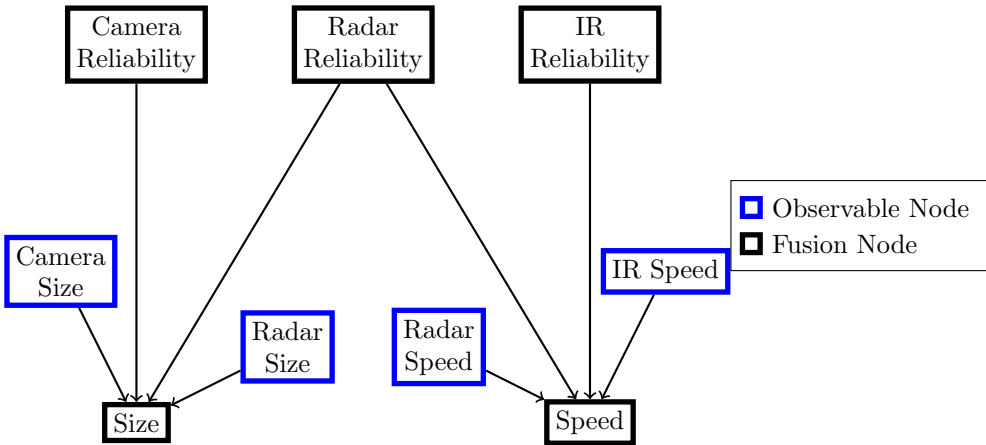 Camera
Reliability
Radar
Reliability
IR
Reliability
Observable Node
Fusion Node
Camera
Size
IR Speed
Radar
Size
Radar
Speed
Size
Speed